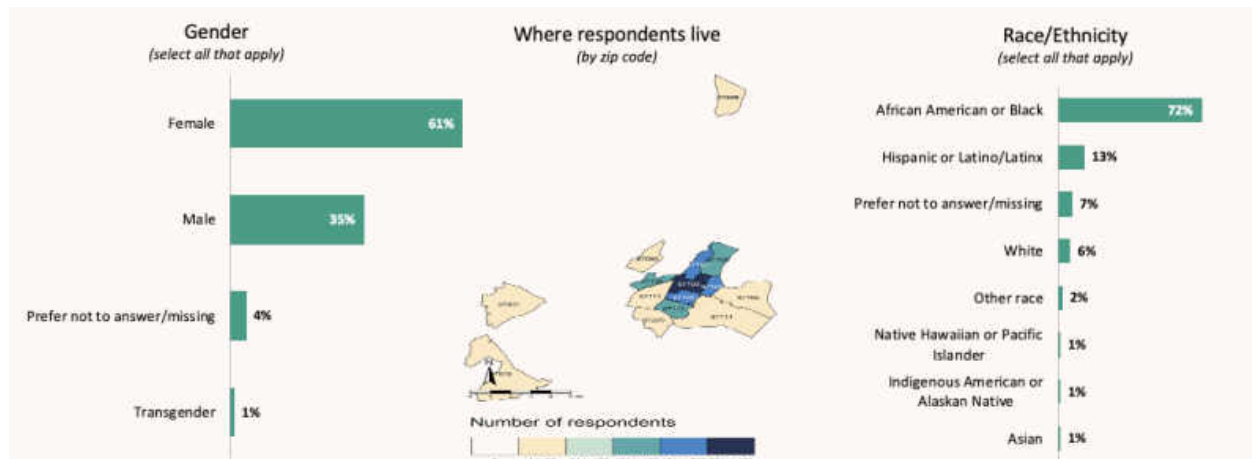 Gender
(select all that apply)
Female
61%
Male
35%
Prefer not to answer/missing
4%
Transgender
1%
Where respondents live
(by zip code)
N
Number of respondents
Race/Ethnicity
(select all that apply)
African American or Black
72%
Hispanic or Latino/Latinx
13%
Prefer not to answer/missing
7%
White
6%
Other race
2%
Native Hawaiian or Pacific
Islander
1%
Indigenous American or
Alaskan Native
1%
Asian
1%